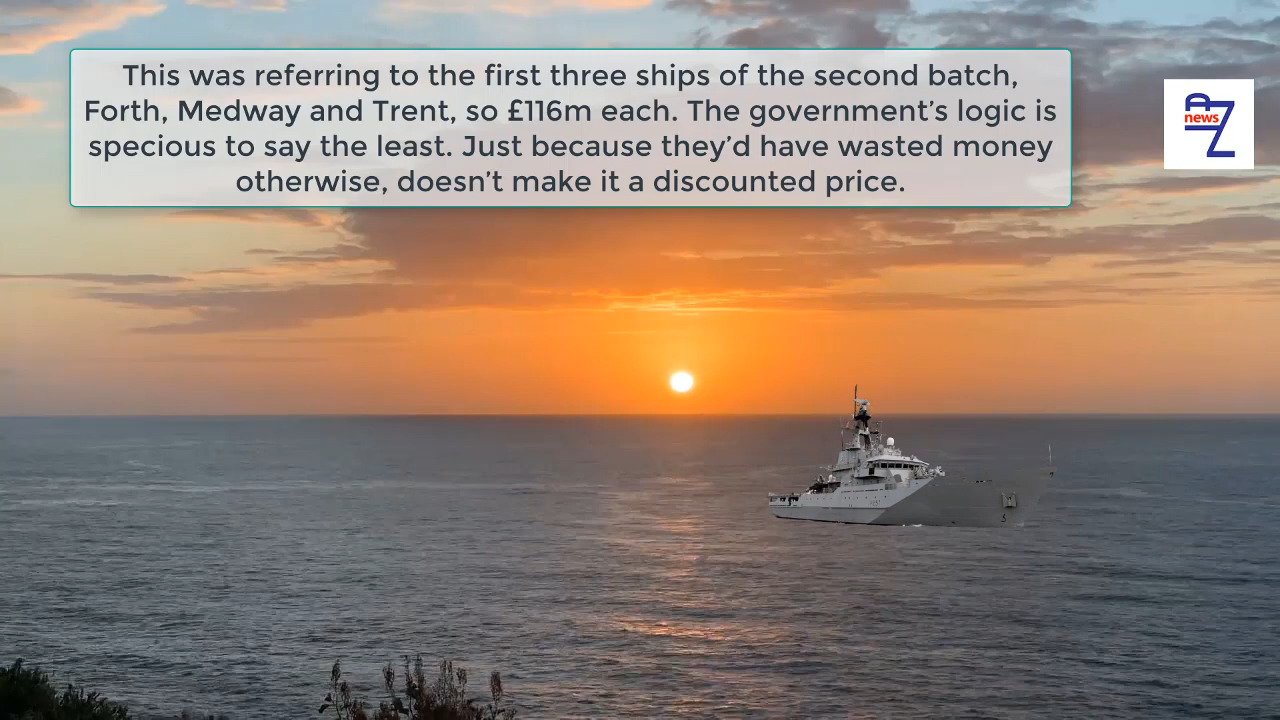 This was referring to the first three ships of the second batch,
Forth, Medway and Trent, so £116m each. The government’s logic is
specious to say the least. Just because they’d have wasted money
otherwise, doesn’t make it a discounted price.
A
news
Z